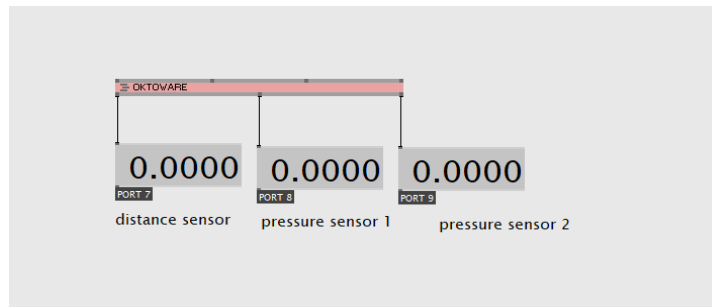 OKTOWARE
0.0000 0.0000 0.0000
PORT 7 PORT 8 PORT 9
distance sensor pressure sensor 1 pressure sensor 2